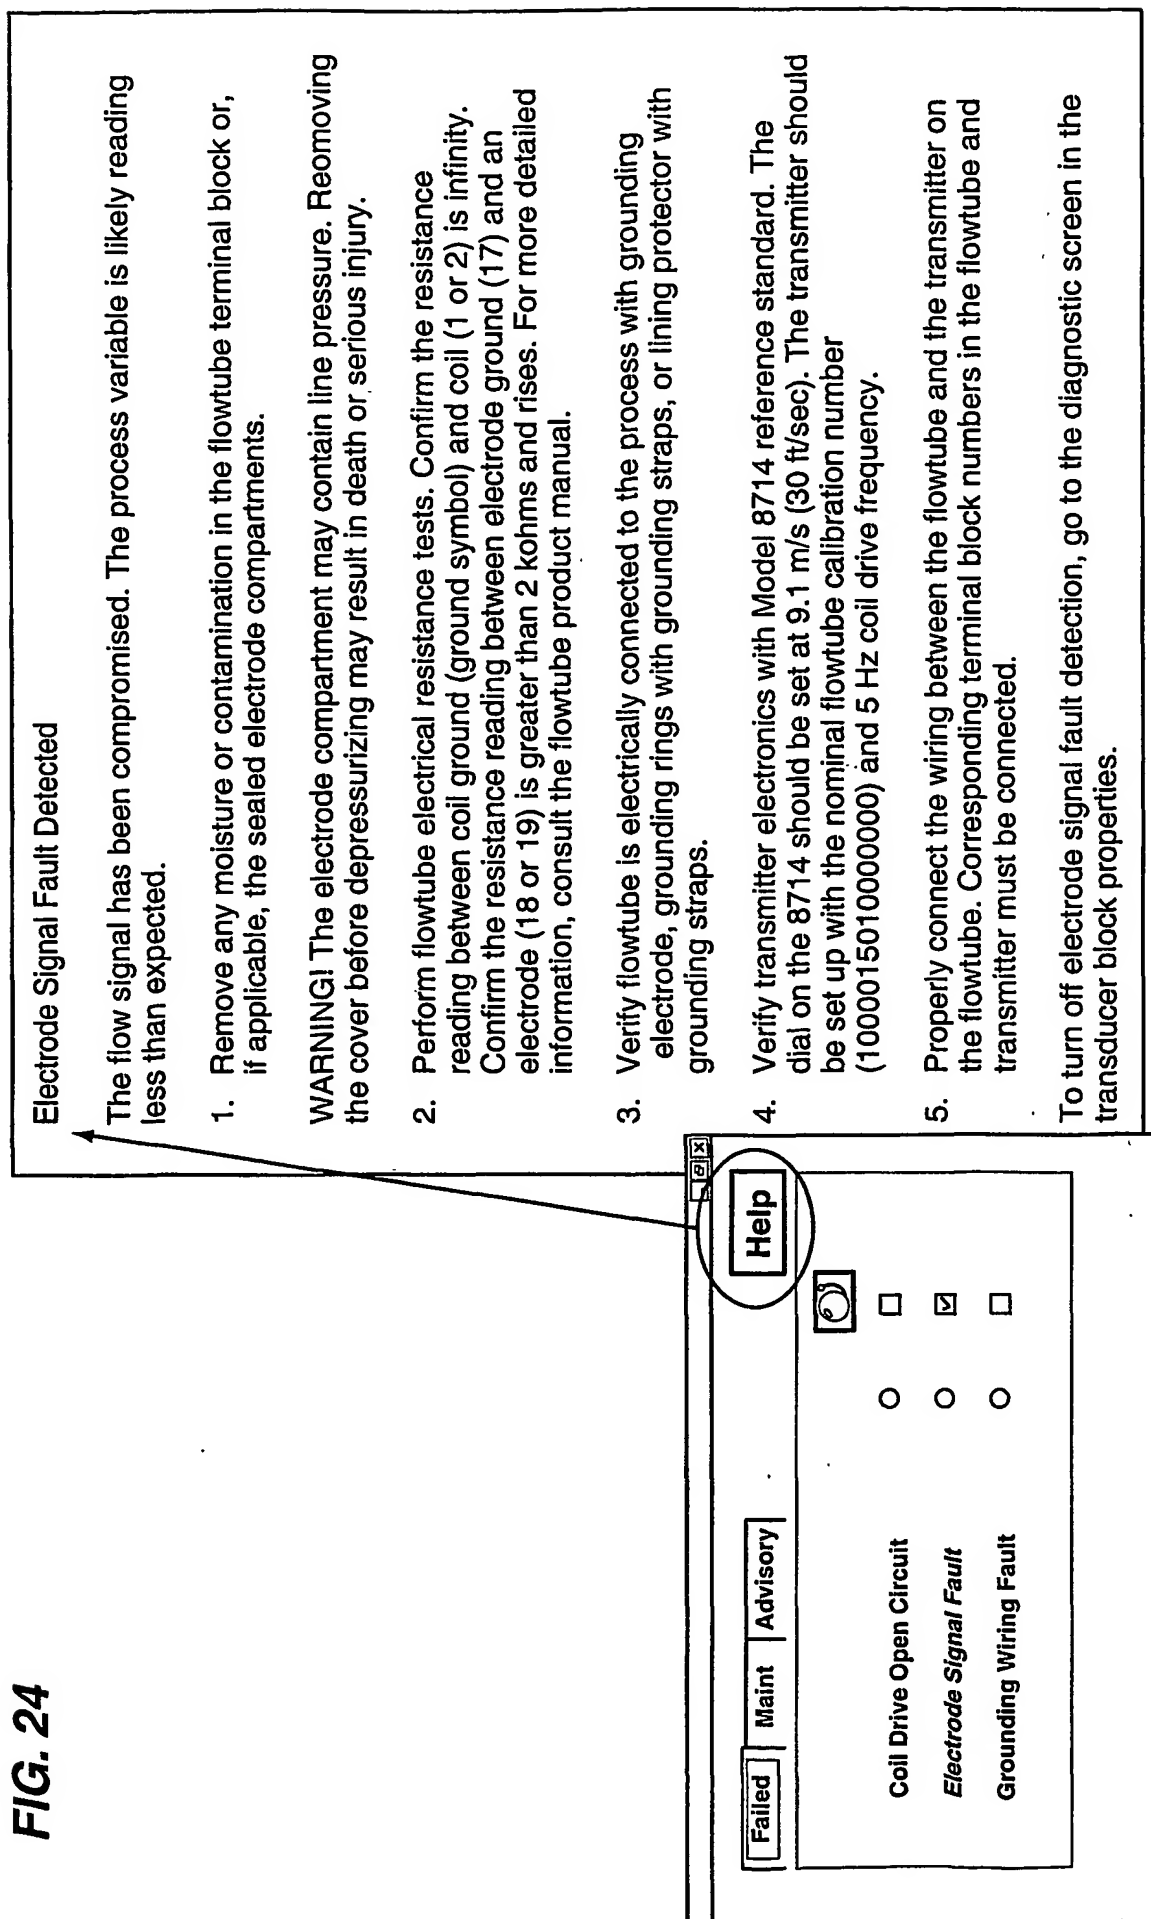 FIG. 24
Electrode Signal Fault Detected
The flow signal has been compromised. The process variable is likely reading
less than expected.
1. Remove any moisture or contamination in the flowtube terminal block or,
if applicable, the sealed electrode compartments.
WARNING! The electrode compartment may contain line pressure. Reomoving
the cover before depressurizing may result in death or serious injury.
2. Perform flowtube electrical resistance tests. Confirm the resistance
reading between coil ground (ground symbol) and coil (1 or 2) is infinity.
Confirm the resistance reading between electrode ground (17) and an
electrode (18 or 19) is greater than 2 kohms and rises. For more detailed
information, consult the flowtube product manual.
3. Verify flowtube is electrically connected to the process with grounding
electrode, grounding rings with grounding straps, or lining protector with
grounding straps.
4. Verify transmitter electronics with Model 8714 reference standard. The
dial on the 8714 should be set at 9.1 m/s (30 ft/sec). The transmitter should
be set up with the nominal flowtube calibration number
(1000015010000000) and 5 Hz coil drive frequency.
5. Properly connect the wiring between the flowtube and the transmitter on
the flowtube. Corresponding terminal block numbers in the flowtube and
transmitter must be connected.
To turn off electrode signal fault detection, go to the diagnostic screen in the
transducer block properties.
Failed Maint Advisory Help
Coil Drive Open Circuit
Electrode Signal Fault
Grounding Wiring Fault